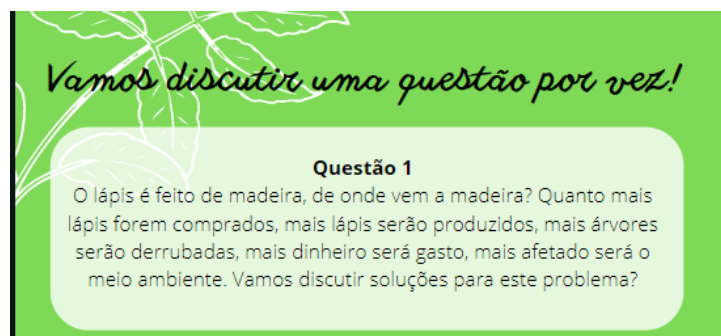 Vamos discutir uma questão por vez!
Questão 1
O lápis é feito de madeira, de onde vem a madeira? Quanto mais
lápis forem comprados, mais lápis serão produzidos, mais árvores
serão derrubadas, mais dinheiro será gasto, mais afetado será o
meio ambiente. Vamos discutir soluções para este problema?